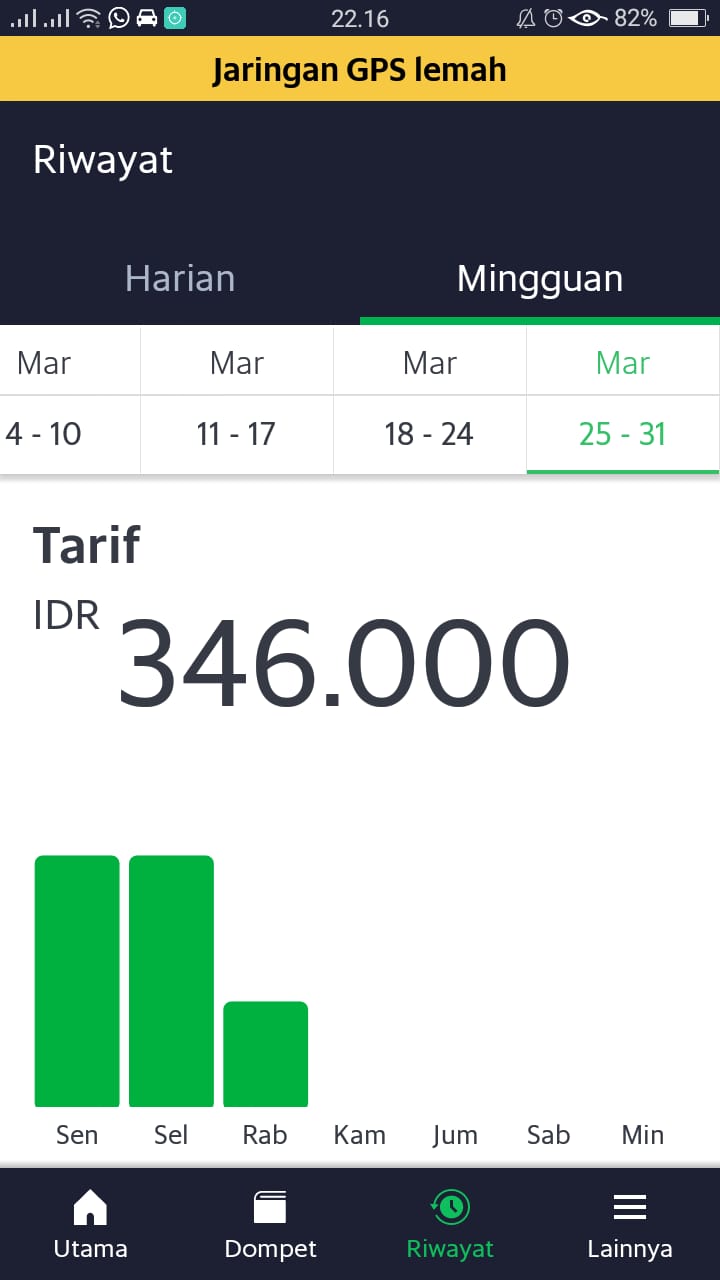 22.16
82%
Jaringan GPS lemah
Riwayat
Harian Mingguan
Mar Mar Mar Mar
4 - 10 11 - 17 18 - 24 25 - 31
Tarif
IDR 346.000
Sen Sel Rab Kam Jum Sab Min
Utama Dompet Riwayat Lainnya